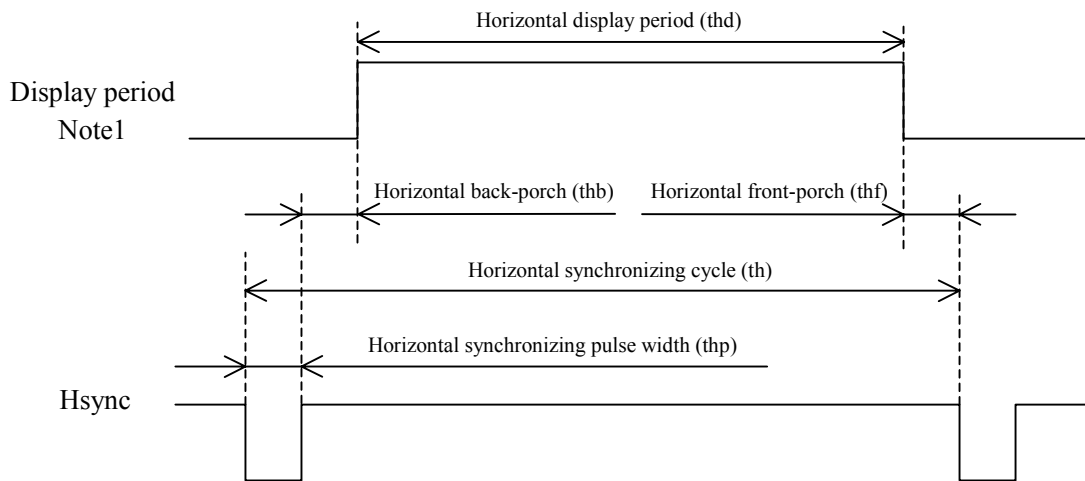 Horizontal display period (thd)
Display period
Note1
Horizontal back-porch (thb)
Horizontal front-porch (thf)
Horizontal synchronizing cycle (th)
Horizontal synchronizing pulse width (thp)
Hsync